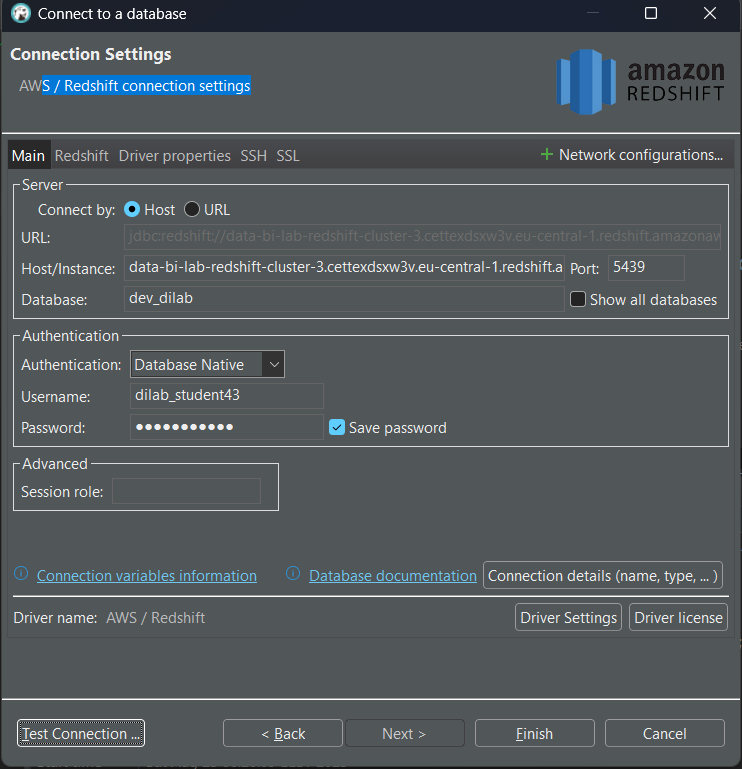 Connect to a database
Connection Settings
AWS / Redshift connection settings
amazon
REDSHIFT
Main Redshift Driver properties SSH SSL + Network configurations...
Server
Connect by: Host URL
URL: jdbc:redshift://data-bi-lab-redshift-cluster-3.cettexdsxw3v.eu-central-1.redshift.amazonaw
Host/Instance: data-bi-lab-redshift-cluster-3.cettexdsxw3v.eu-central-1.redshift.a Port: 5439
Database: dev_dilab Show all databases
Authentication
Authentication: Database Native
Username: dilab_student43
Password: ●●●●●●●●●●● Save password
Advanced
Session role:
Connection variables information Database documentation Connection details (name, type, ... )
Driver name: AWS / Redshift Driver Settings Driver license
Test Connection ... < Back Next > Finish Cancel